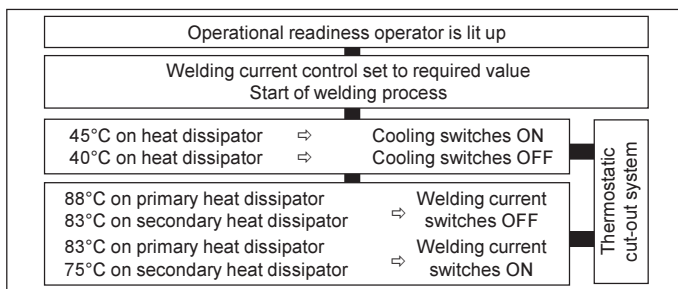 Operational readiness operator is lit up
Welding current control set to required value
Start of welding process
45°C on heat dissipator ⇨ Cooling switches ON
40°C on heat dissipator ⇨ Cooling switches OFF
88°C on primary heat dissipator
83°C on secondary heat dissipator
⇨ Welding current
switches OFF
83°C on primary heat dissipator
75°C on secondary heat dissipator
⇨ Welding current
switches ON
Thermostatic
cut-out system